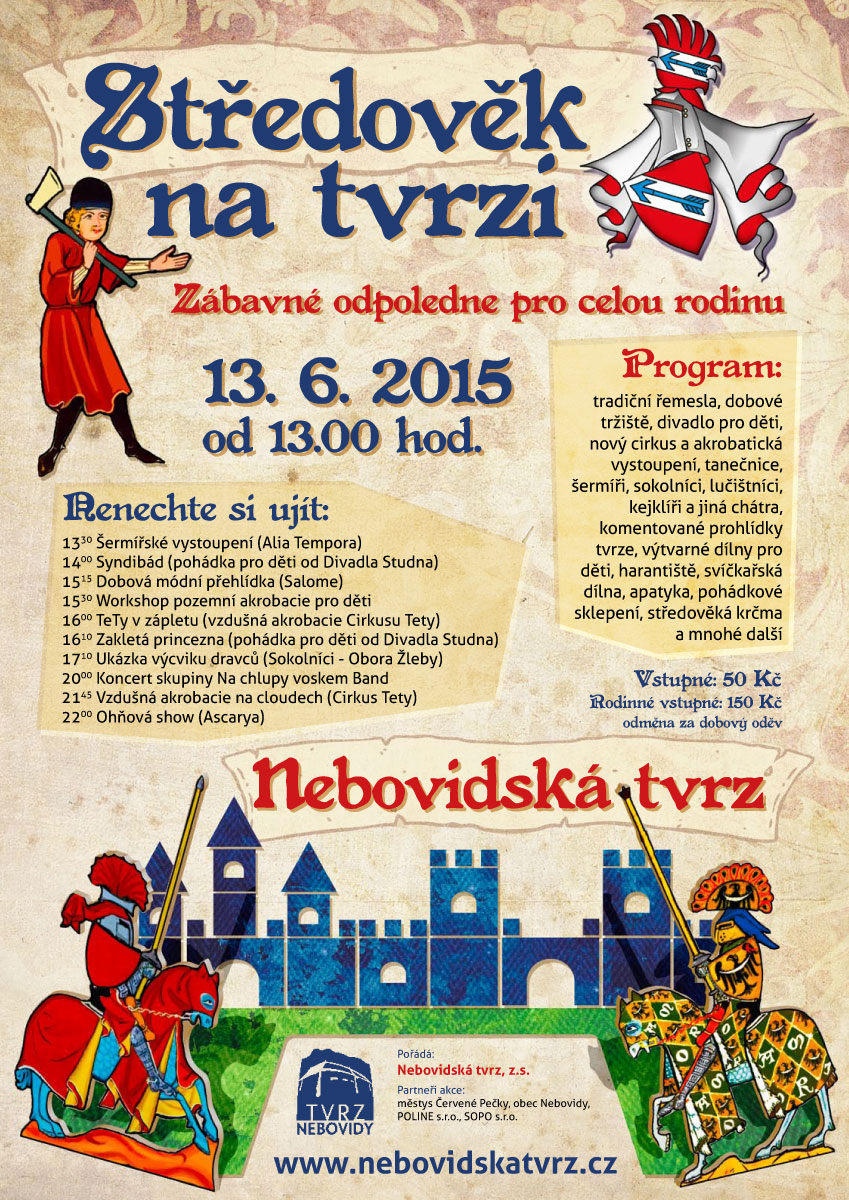 Středověk
na tvrzi
Zábavné odpoledne pro celou rodinu
13. 6. 2015
od 13.00 hod.
Program:
tradiční řemesla, dobové
tržiště, divadlo pro děti,
nový cirkus a akrobatická
vystoupení, tanečnice,
šermíři, sokolníci, lučištníci,
kejklíři a jiná chátra,
komentované prohlídky
tvrze, výtvarné dílny pro
děti, harantiště, svíčkařská
dílna, apatyka, pohádkové
sklepení, středověká krčma
a mnohé další
Nenechte si ujít:
13³⁰ Šermířské vystoupení (Alia Tempora)
14⁰⁰ Syndibád (pohádka pro děti od Divadla Studna)
15¹⁵ Dobová módní přehlídka (Salome)
15³⁰ Workshop pozemní akrobacie pro děti
16⁰⁰ TeTy v zápletu (vzdušná akrobacie Cirkusu Tety)
16¹⁰ Zakletá princezna (pohádka pro děti od Divadla Studna)
17¹⁰ Ukázka výcviku dravců (Sokolníci - Obora Žleby)
20⁰⁰ Koncert skupiny Na chlupy voskem Band
21⁴⁵ Vzdušná akrobacie na cloudech (Cirkus Tety)
22⁰⁰ Ohňová show (Ascarya)
Vstupné: 50 Kč
Rodinné vstupné: 150 Kč
odměna za dobový oděv
Nebovidská tvrz
TVRZ
NEBOVIDY
Pořádá:
Nebovidská tvrz, z.s.
Partneři akce:
městys Červené Pečky, obec Nebovidy,
POLINE s.r.o., SOPO s.r.o.
www.nebovidskatvrz.cz